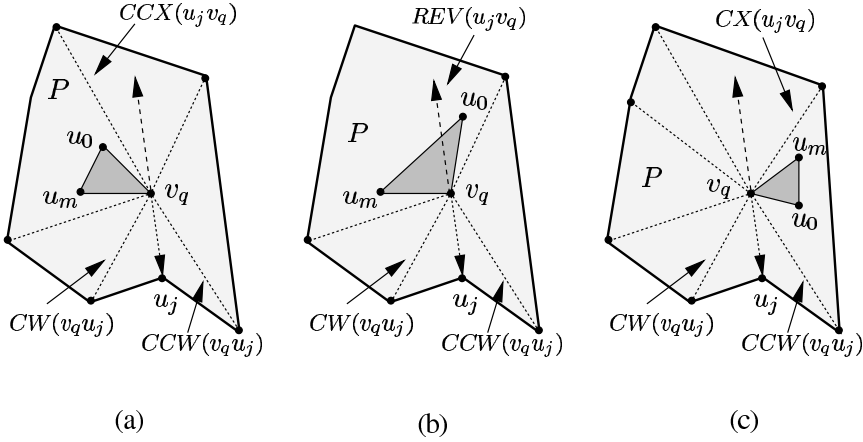 CCX(u_j v_q)
P
u_0
u_m
v_q
u_j
CW(v_q u_j)
CCW(v_q u_j)
(a)
REV(u_j v_q)
u_0
P
u_m
v_q
u_j
CW(v_q u_j)
CCW(v_q u_j)
(b)
CX(u_j v_q)
u_m
P
v_q
u_0
u_j
CW(v_q u_j)
CCW(v_q u_j)
(c)